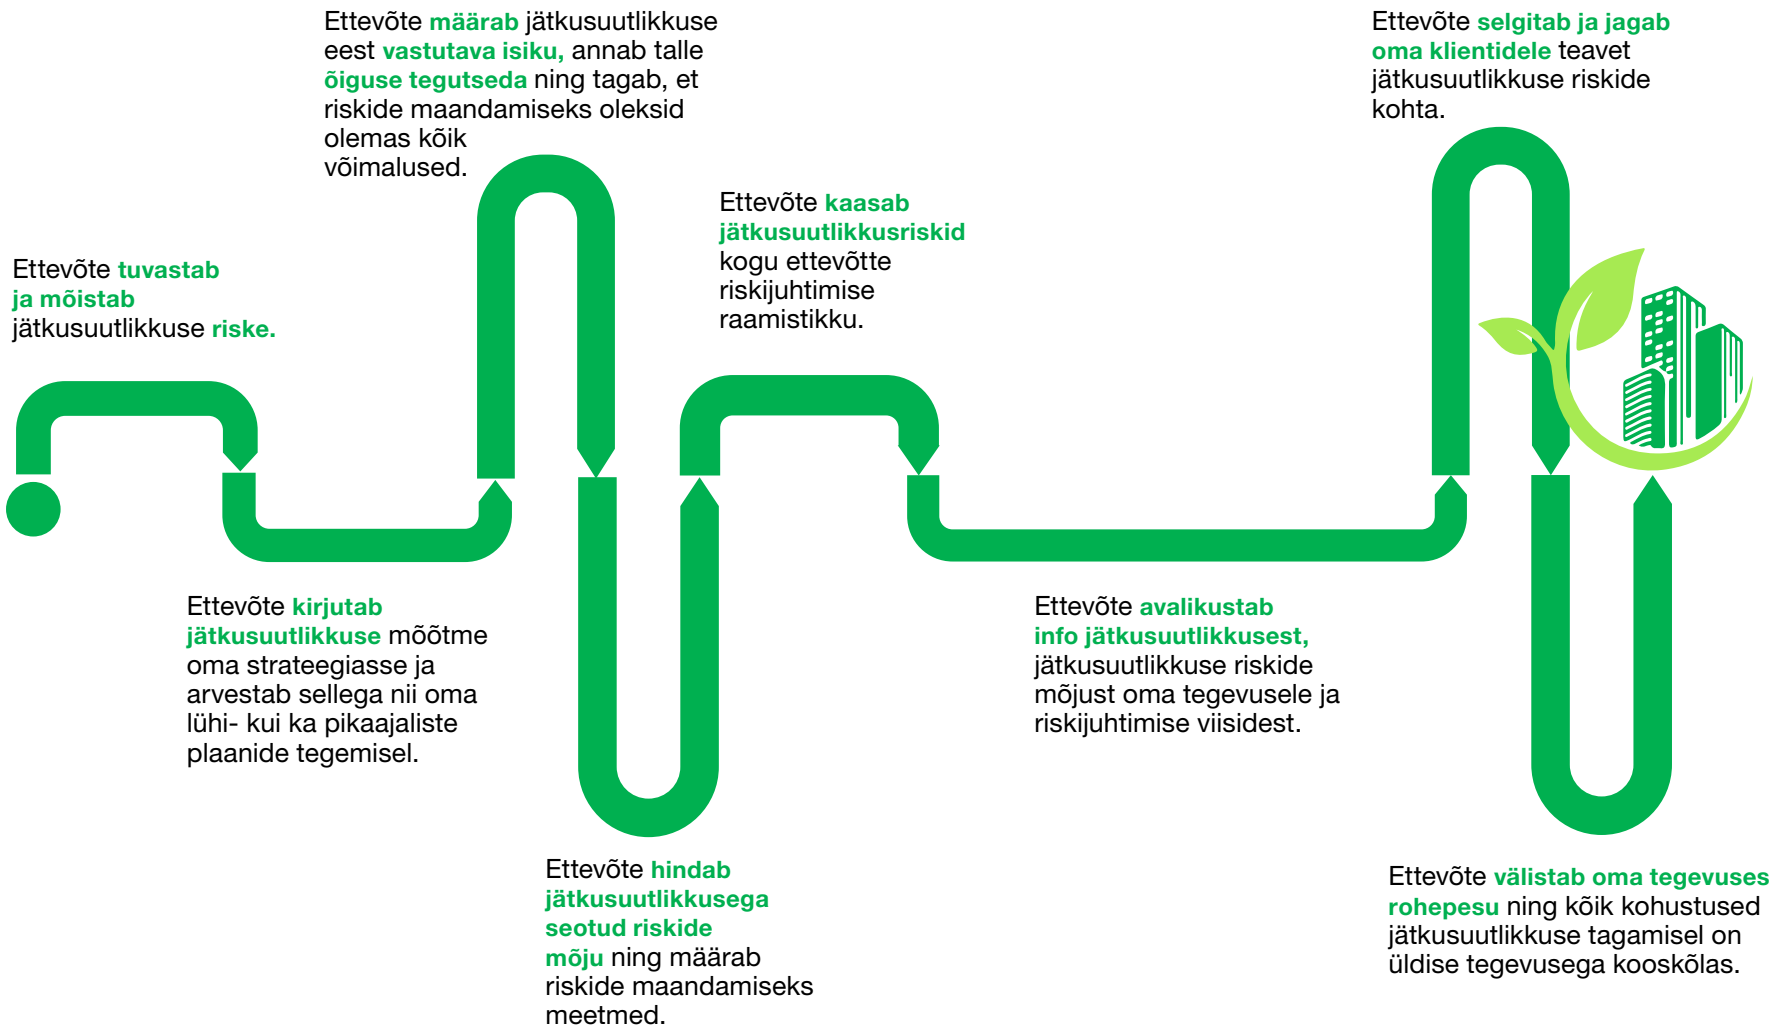 Ettevõte tuvastab
ja mõistab
jätkusuutlikkuse riske.
Ettevõte kirjutab
jätkusuutlikkuse mõõtme
oma strateegiasse ja
arvestab sellega nii oma
lühi- kui ka pikaajaliste
plaanide tegemisel.
Ettevõte määrab jätkusuutlikkuse
eest vastutava isiku, annab talle
õiguse tegutseda ning tagab, et
riskide maandamiseks oleksid
olemas kõik
võimalused.
Ettevõte hindab
jätkusuutlikkusega
seotud riskide
mõju ning määrab
riskide maandamiseks
meetmed.
Ettevõte kaasab
jätkusuutlikkusriskid
kogu ettevõtte
riskijuhtimise
raamistikku.
Ettevõte avalikustab
info jätkusuutlikkusest,
jätkusuutlikkuse riskide
mõjust oma tegevusele ja
riskijuhtimise viisidest.
Ettevõte selgitab ja jagab
oma klientidele teavet
jätkusuutlikkuse riskide
kohta.
Ettevõte välistab oma tegevuses
rohepesu ning kõik kohustused
jätkusuutlikkuse tagamisel on
üldise tegevusega kooskõlas.